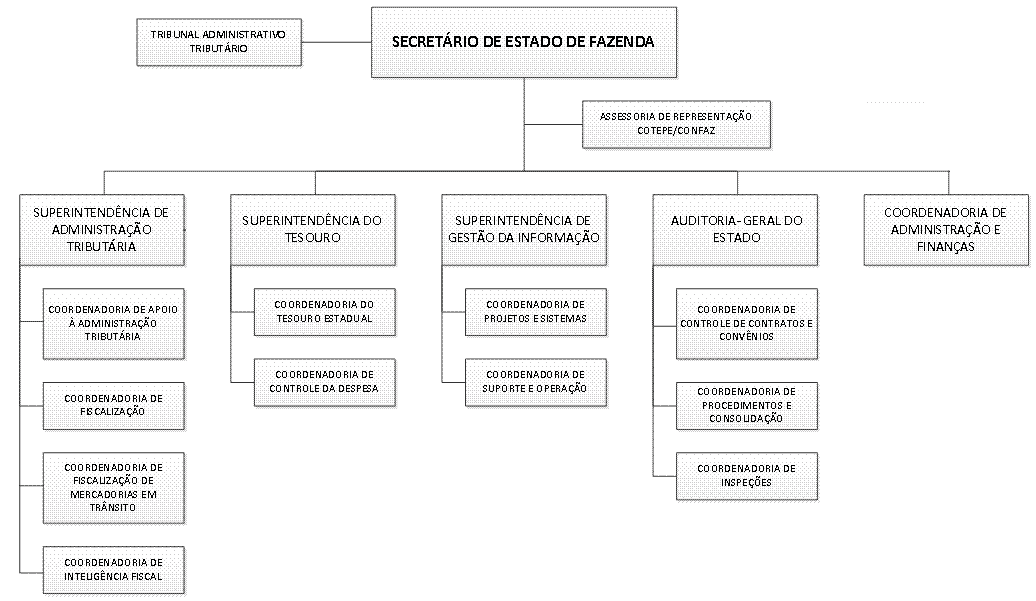 TRIBUNAL ADMINISTRATIVO
TRIBUTÁRIO
SECRETÁRIO DE ESTADO DE FAZENDA
ASSESSORIA DE REPRESENTAÇÃO
COTEPE/CONFAZ
SUPERINTENDÊNCIA DE
ADMINISTRAÇÃO
TRIBUTÁRIA
COORDENADORIA DE APOIO
À ADMINISTRAÇÃO
TRIBUTÁRIA
COORDENADORIA DE
FISCALIZAÇÃO
COORDENADORIA DE
FISCALIZAÇÃO DE
MERCADORIAS EM
TRÂNSITO
COORDENADORIA DE
INTELIGÊNCIA FISCAL
SUPERINTENDÊNCIA DO
TESOURO
COORDENADORIA DO
TESOURO ESTADUAL
COORDENADORIA DE
CONTROLE DA DESPESA
SUPERINTENDÊNCIA DE
GESTÃO DA INFORMAÇÃO
COORDENADORIA DE
PROJETOS E SISTEMAS
COORDENADORIA DE
SUPORTE E OPERAÇÃO
AUDITORIA-GERAL DO
ESTADO
COORDENADORIA DE
CONTROLE DE CONTRATOS E
CONVÊNIOS
COORDENADORIA DE
PROCEDIMENTOS E
CONSOLIDAÇÃO
COORDENADORIA DE
INSPEÇÕES
COORDENADORIA DE
ADMINISTRAÇÃO E
FINANÇAS